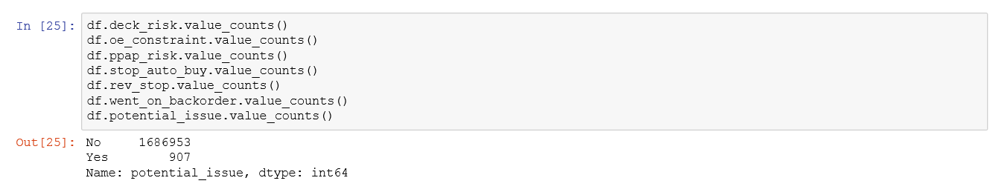 In [25]: df.deck_risk.value_counts()
df.oe_constraint.value_counts()
df.ppap_risk.value_counts()
df.stop_auto_buy.value_counts()
df.rev_stop.value_counts()
df.went_on_backorder.value_counts()
df.potential_issue.value_counts()
Out[25]: No     1686953
Yes        907
Name: potential_issue, dtype: int64